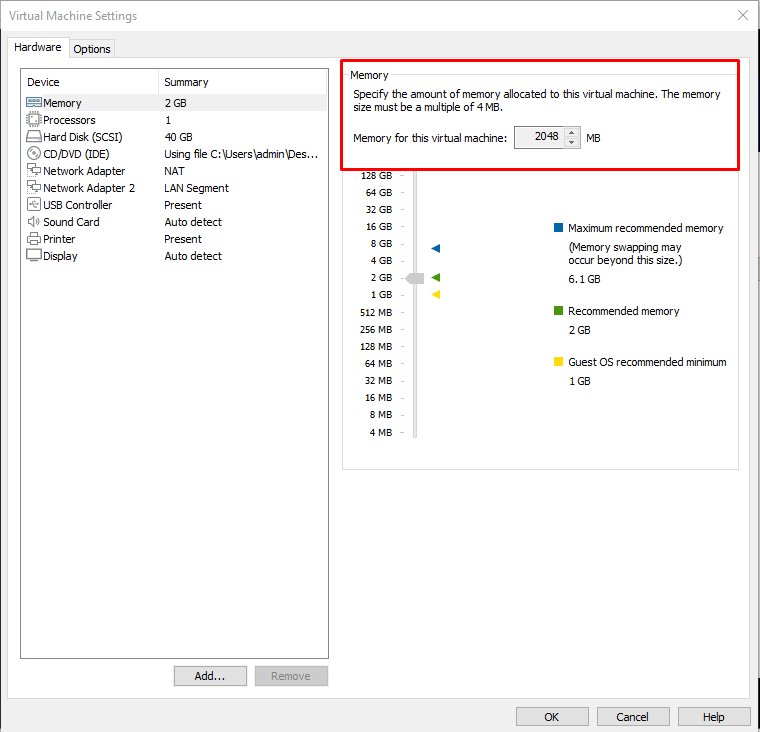 Virtual Machine Settings
Hardware Options
Device Summary
Memory 2 GB
Processors 1
Hard Disk (SCSI) 40 GB
CD/DVD (IDE) Using file C:\Users\admin\Des...
Network Adapter NAT
Network Adapter 2 LAN Segment
USB Controller Present
Sound Card Auto detect
Printer Present
Display Auto detect
Add... Remove
Memory
Specify the amount of memory allocated to this virtual machine. The memory
size must be a multiple of 4 MB.
Memory for this virtual machine: 2048 MB
128 GB
64 GB
32 GB
16 GB
8 GB
4 GB
2 GB
1 GB
512 MB
256 MB
128 MB
64 MB
32 MB
16 MB
8 MB
4 MB
Maximum recommended memory
(Memory swapping may
occur beyond this size.)
6.1 GB
Recommended memory
2 GB
Guest OS recommended minimum
1 GB
OK Cancel Help